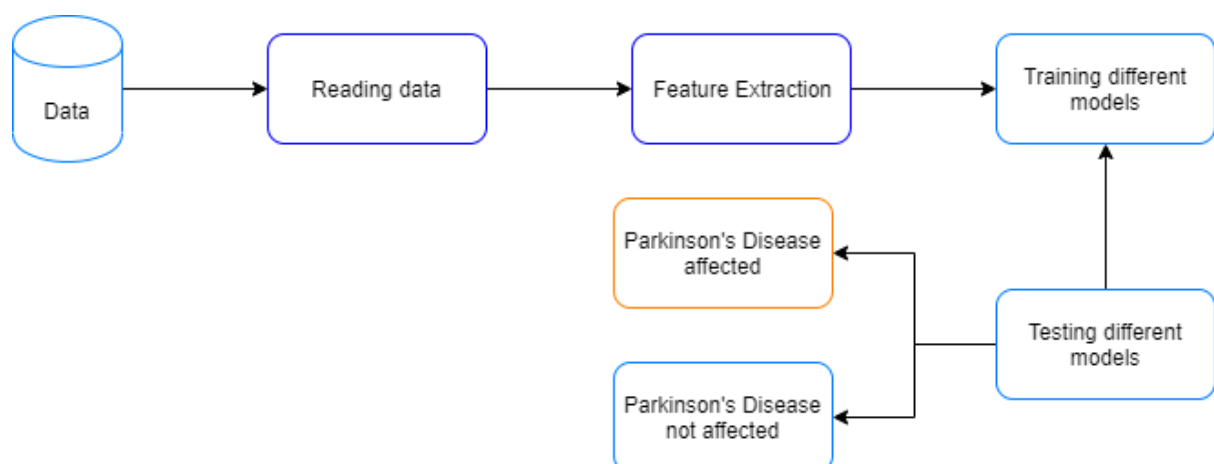 Data
Reading data
Feature Extraction
Training different
models
Parkinson's Disease
affected
Testing different
models
Parkinson's Disease
not affected